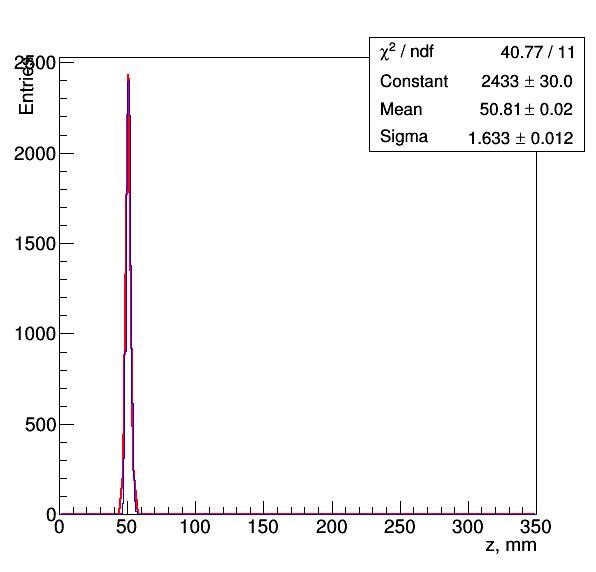 χ² / ndf 40.77 / 11
Constant 2433 ± 30.0
Mean 50.81 ± 0.02
Sigma 1.633 ± 0.012
Entries
2500
2000
1500
1000
500
0
0 50 100 150 200 250 300 350
z, mm